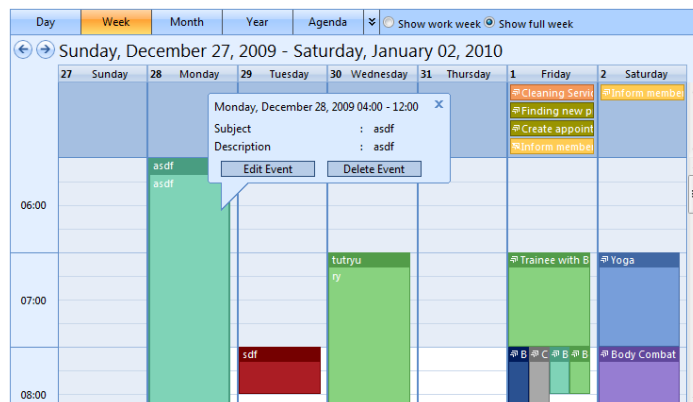 Day Week Month Year Agenda Show work week Show full week
Sunday, December 27, 2009 - Saturday, January 02, 2010
27 Sunday 28 Monday 29 Tuesday 30 Wednesday 31 Thursday 1 Friday 2 Saturday
Cleaning Servic
Inform member
Finding new p
Create appoint
Inform member
Monday, December 28, 2009 04:00 - 12:00 x
Subject : asdf
Description : asdf
Edit Event Delete Event
asdf
asdf
06:00
tutryu
ry
Trainee with B
Yoga
07:00
sdf
B C B B
Body Combat
08:00